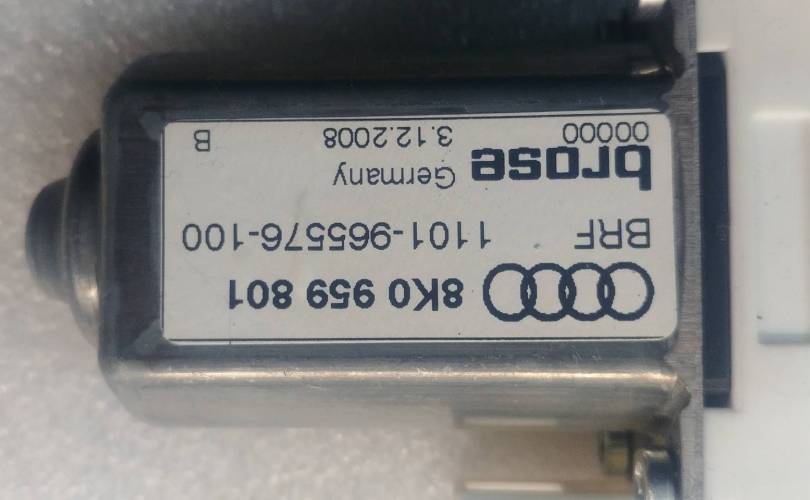 8K0 959 801
BRF 1101-965576-100
brose Germany
00000 3.12.2008 B